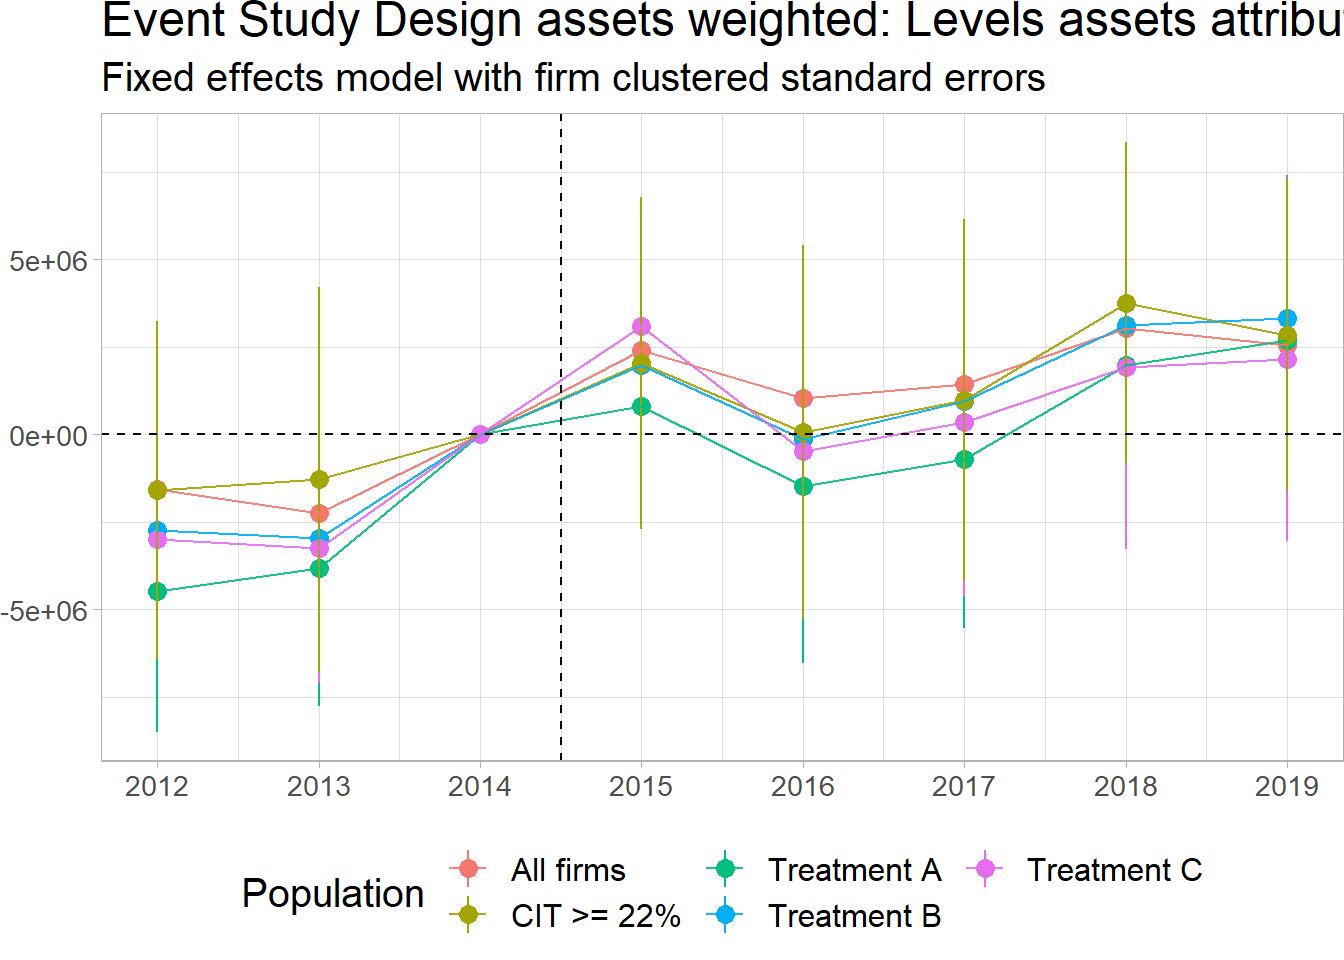 Event Study Design assets weighted: Levels assets attribu
Fixed effects model with firm clustered standard errors
5e+06
0e+00
-5e+06
2012 2013 2014 2015 2016 2017 2018 2019
Population
All firms Treatment A Treatment C
CIT >= 22% Treatment B